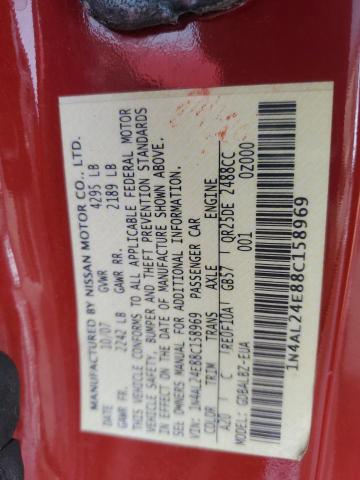 MANUFACTURED BY NISSAN MOTOR CO., LTD.
DATE 10/07 GVWR 4295 LB
GAWR FR. 2242 LB GAWR RR. 2189 LB
THIS VEHICLE CONFORMS TO ALL APPLICABLE FEDERAL MOTOR
VEHICLE SAFETY, BUMPER AND THEFT PREVENTION STANDARDS
IN EFFECT ON THE DATE OF MANUFACTURE SHOWN ABOVE.
SEE OWNERS MANUAL FOR ADDITIONAL INFORMATION.
VIN: 1N4AL24E88C158969 PASSENGER CAR
COLOR TRIM TRANS AXLE ENGINE
A20 C RE0F10A GB57 QR25DE 2488CC
MODEL: GDBALBZ-EUA 001 0Z000
1N4AL24E88C158969